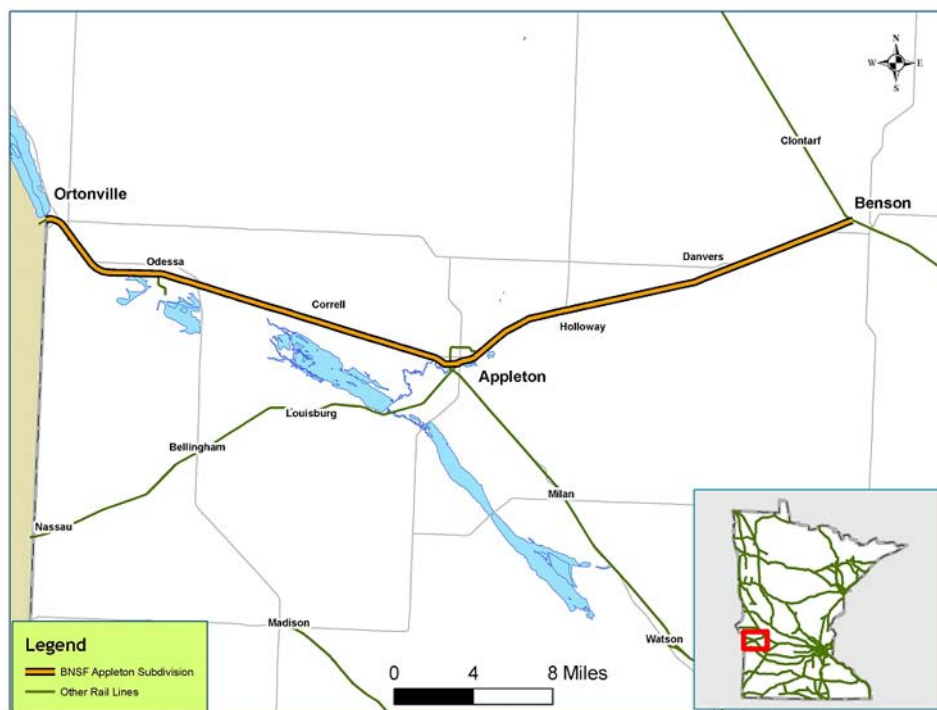 N
W E
S
Clontarf
Ortonville
Benson
Odessa
Danvers
Correll
Holloway
Appleton
Louisburg
Bellingham
Milan
Nassau
Madison
Watson
Legend
BNSF Appleton Subdivision
Other Rail Lines
0 4 8 Miles